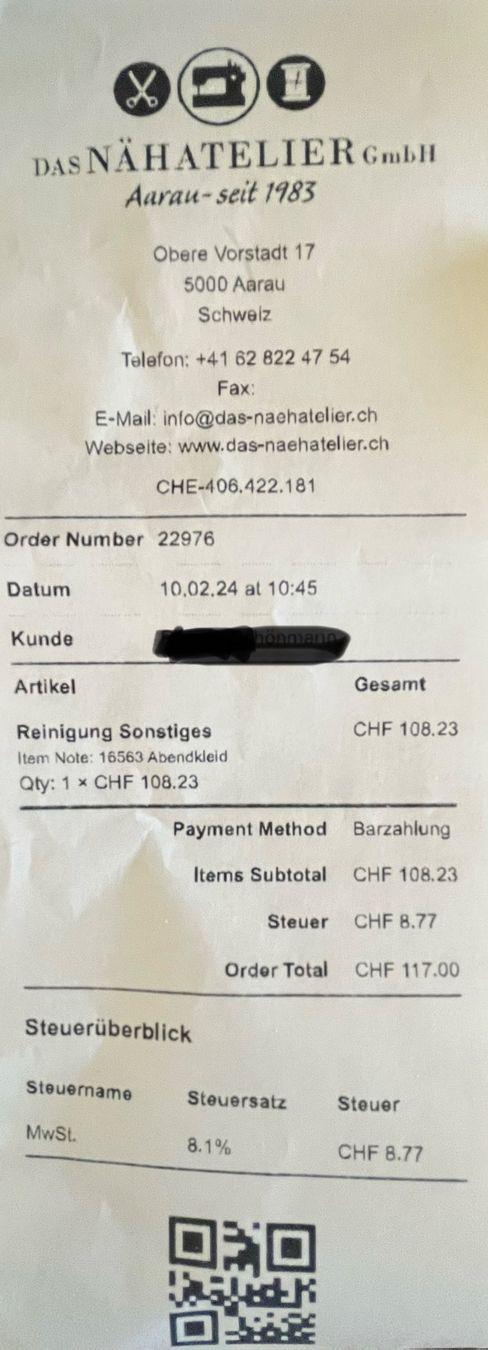 DAS NÄHATELIER GmbH
Aarau - seit 1983
Obere Vorstadt 17
5000 Aarau
Schweiz
Telefon: +41 62 822 47 54
Fax:
E-Mail: info@das-naehatelier.ch
Webseite: www.das-naehatelier.ch
CHE-406.422.181
Order Number 22976
Datum 10.02.24 at 10:45
Kunde
Artikel Gesamt
Reinigung Sonstiges CHF 108.23
Item Note: 16563 Abendkleid
Qty: 1 × CHF 108.23
Payment Method Barzahlung
Items Subtotal CHF 108.23
Steuer CHF 8.77
Order Total CHF 117.00
Steuerüberblick
Steuername Steuersatz Steuer
MwSt. 8.1% CHF 8.77